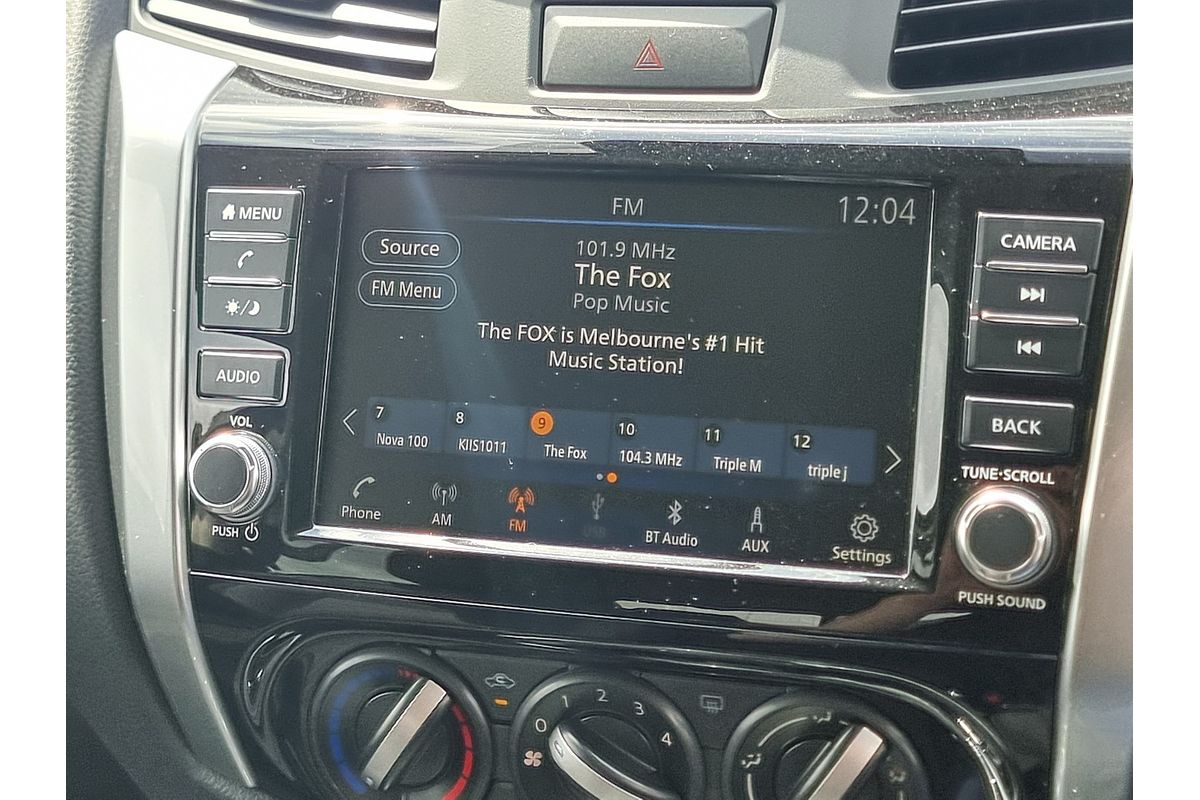 FM
12:04
MENU
CAMERA
Source
101.9 MHz
The Fox
FM Menu
Pop Music
The FOX is Melbourne's #1 Hit
Music Station!
AUDIO
BACK
VOL
7 8 9 10 11 12
Nova 100 KIIS1011 The Fox 104.3 MHz Triple M triple j
TUNE·SCROLL
Phone AM FM USB BT Audio AUX Settings
PUSH
PUSH SOUND
0 1 2 3 4